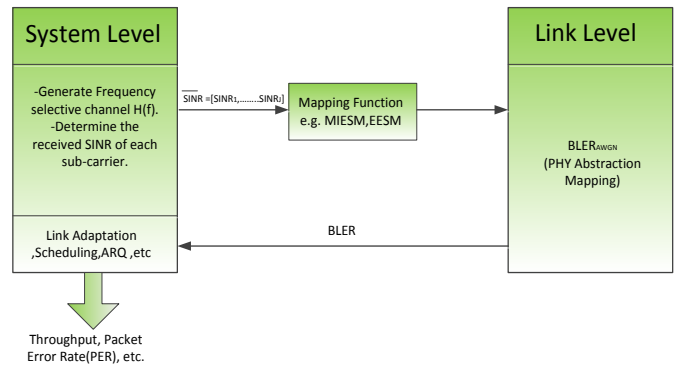 System Level
-Generate Frequency
selective channel H(f).
-Determine the
received SINR of each
sub-carrier.
Link Adaptation
,Scheduling,ARQ ,etc
SINR =[SINR₁,........SINRJ]
Mapping Function
e.g. MIESM,EESM
Link Level
BLERAWGN
(PHY Abstraction
Mapping)
BLER
Throughput, Packet
Error Rate(PER), etc.